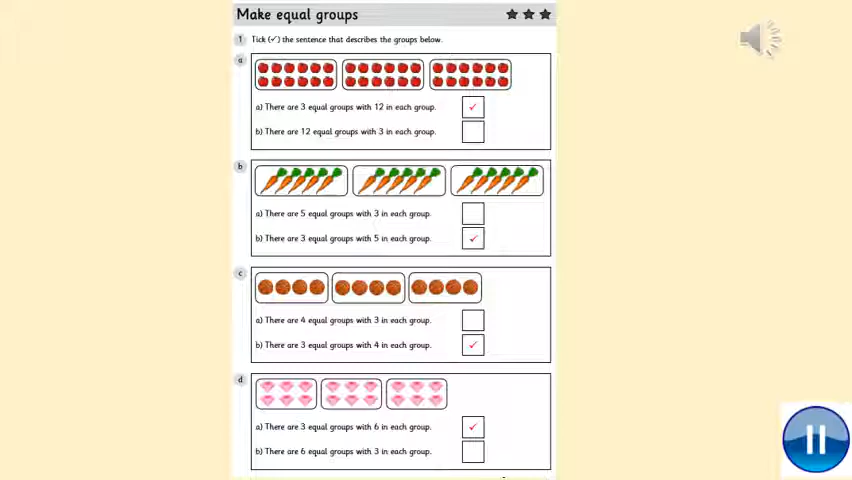 Make equal groups
1 Tick (✓) the sentence that describes the groups below.
a
a) There are 3 equal groups with 12 in each group. ✓
b) There are 12 equal groups with 3 in each group.
b
a) There are 5 equal groups with 3 in each group.
b) There are 3 equal groups with 5 in each group. ✓
c
a) There are 4 equal groups with 3 in each group.
b) There are 3 equal groups with 4 in each group. ✓
d
a) There are 3 equal groups with 6 in each group. ✓
b) There are 6 equal groups with 3 in each group.